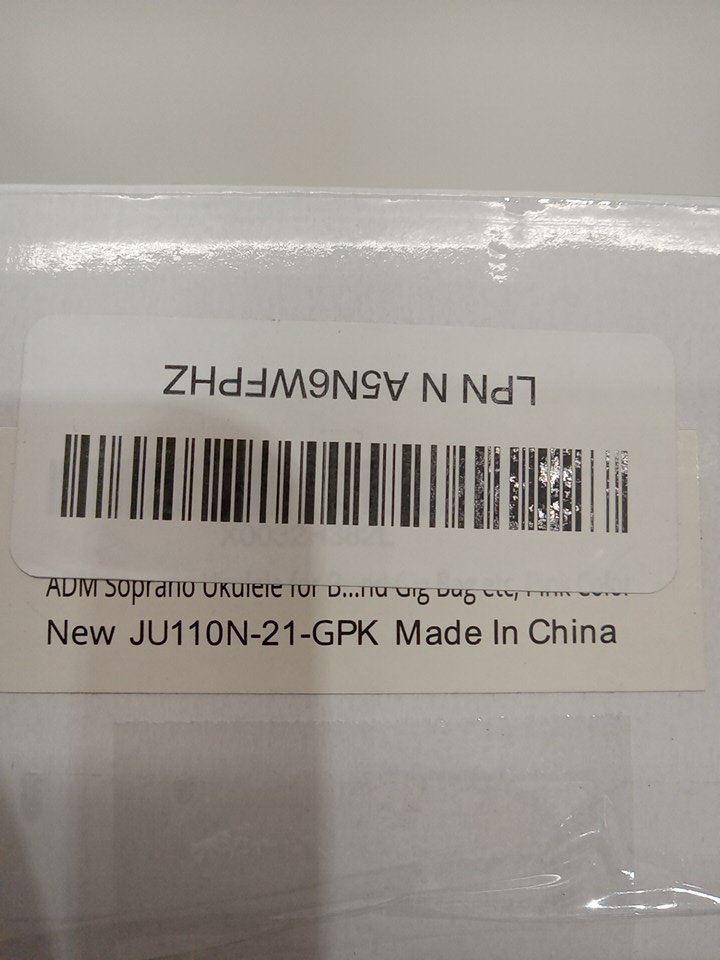 LPN N A5N6WFPHZ
ADM Soprano Ukulele for B...nd Gig Bag etc, Pink Color
New JU110N-21-GPK Made In China